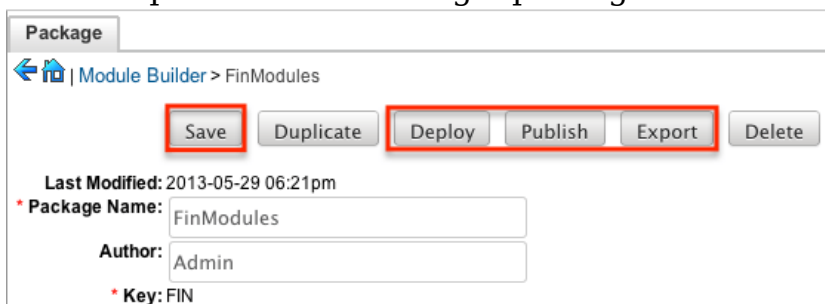 Package
| Module Builder > FinModules
Save Duplicate Deploy Publish Export Delete
Last Modified: 2013-05-29 06:21pm
* Package Name: FinModules
Author: Admin
* Key: FIN